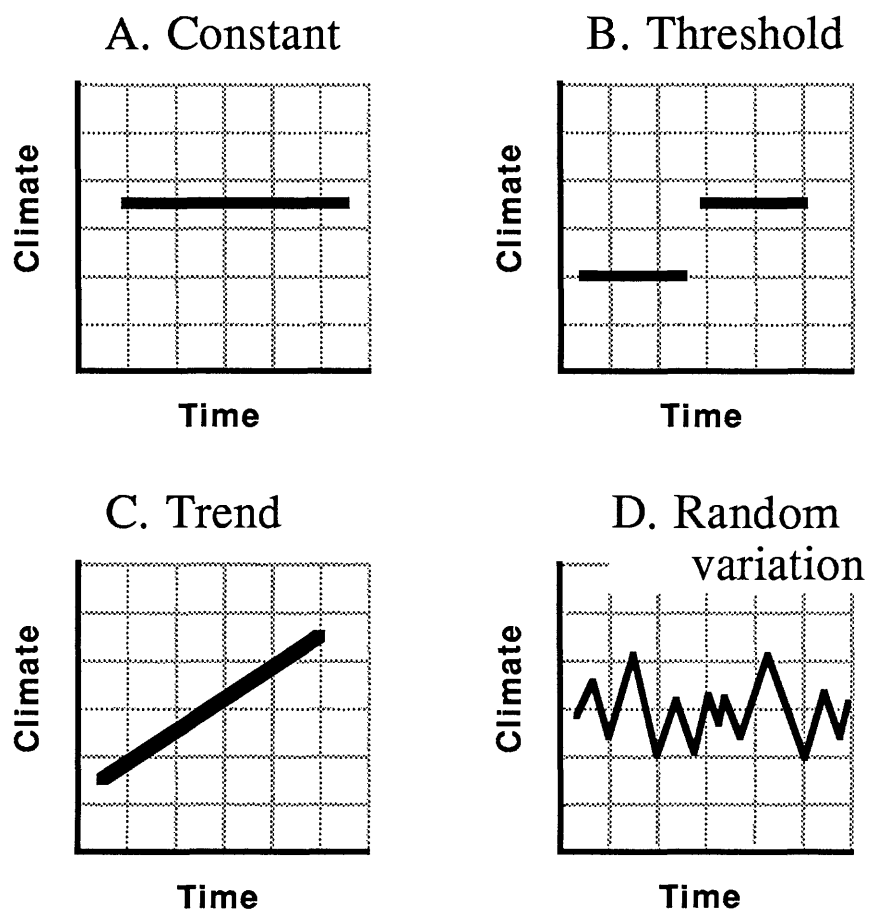 A. Constant
Climate
Time
B. Threshold
Climate
Time
C. Trend
Climate
Time
D. Random
variation
Climate
Time